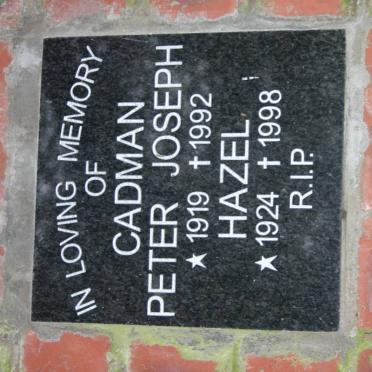 IN LOVING MEMORY
OF
CADMAN
PETER JOSEPH
★ 1919 ✝ 1992
HAZEL
★ 1924 ✝ 1998
R.I.P.